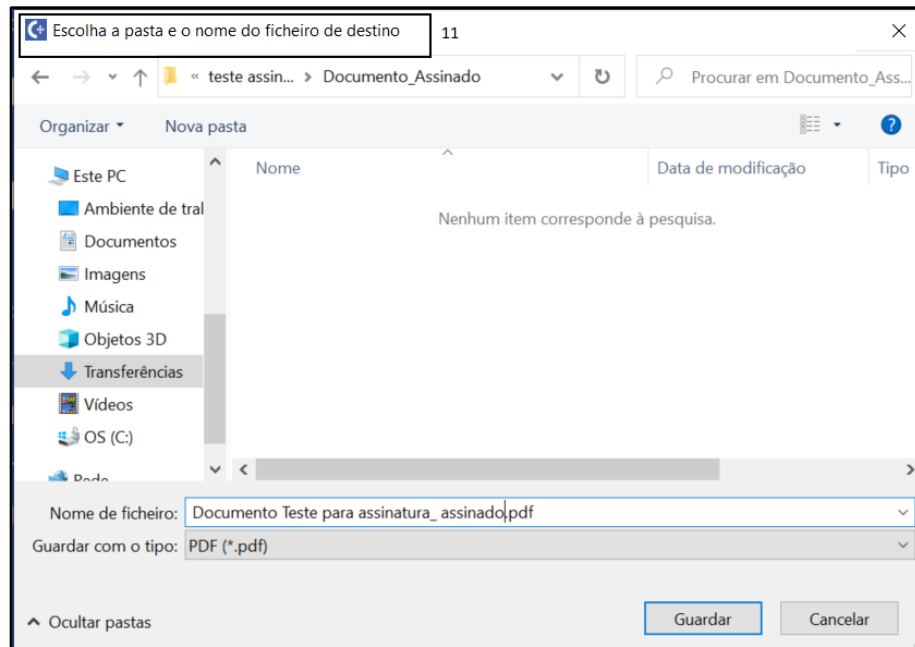 Escolha a pasta e o nome do ficheiro de destino 11
« teste assin... › Documento_Assinado Procurar em Documento_Ass...
Organizar Nova pasta
Nome Data de modificação Tipo
Nenhum item corresponde à pesquisa.
Este PC
Ambiente de tral
Documentos
Imagens
Música
Objetos 3D
Transferências
Vídeos
OS (C:)
Rede
Nome de ficheiro: Documento Teste para assinatura_ assinado.pdf
Guardar com o tipo: PDF (*.pdf)
Ocultar pastas Guardar Cancelar